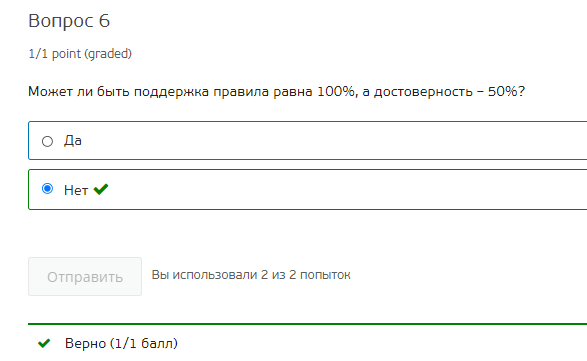 Вопрос 6
1/1 point (graded)
Может ли быть поддержка правила равна 100%, а достоверность – 50%?
Да
Нет
Отправить Вы использовали 2 из 2 попыток
Верно (1/1 балл)